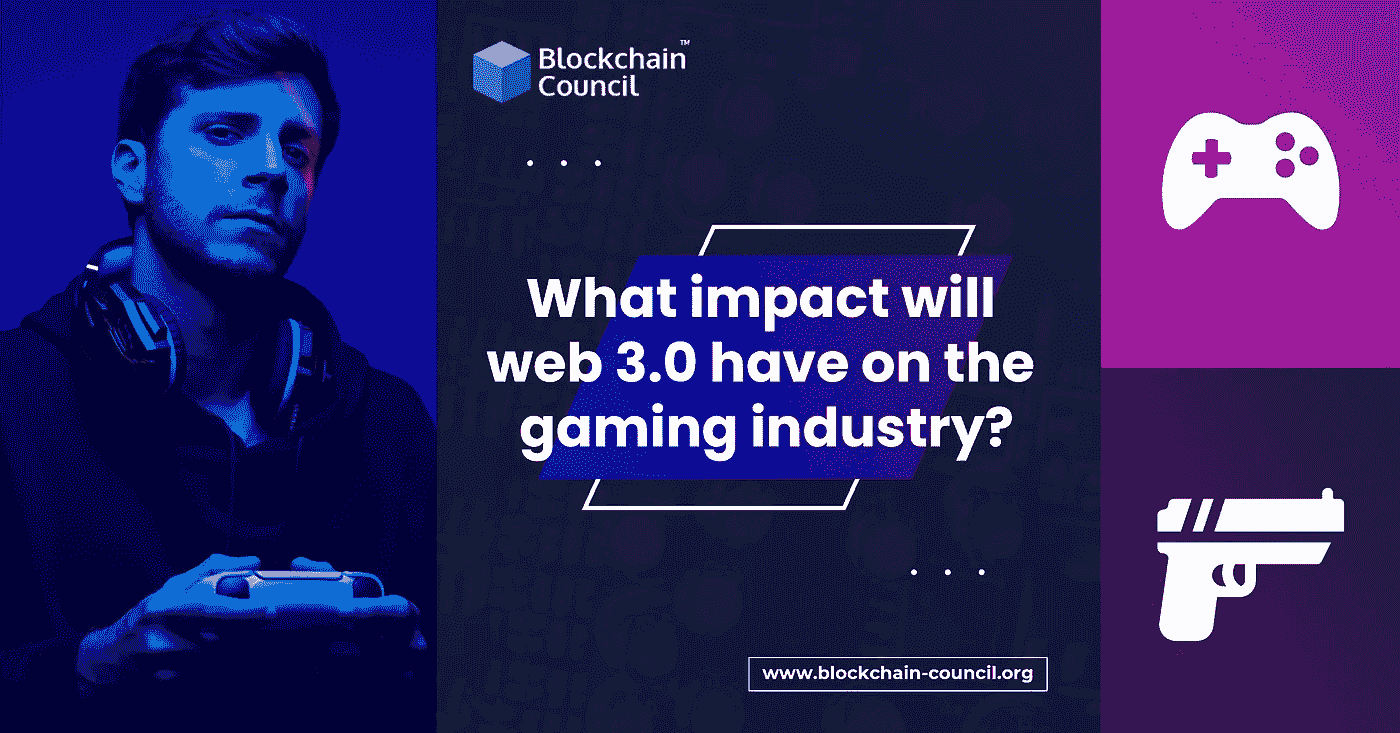 Blockchain™
Council
What impact will
web 3.0 have on the
gaming industry?
www.blockchain-council.org